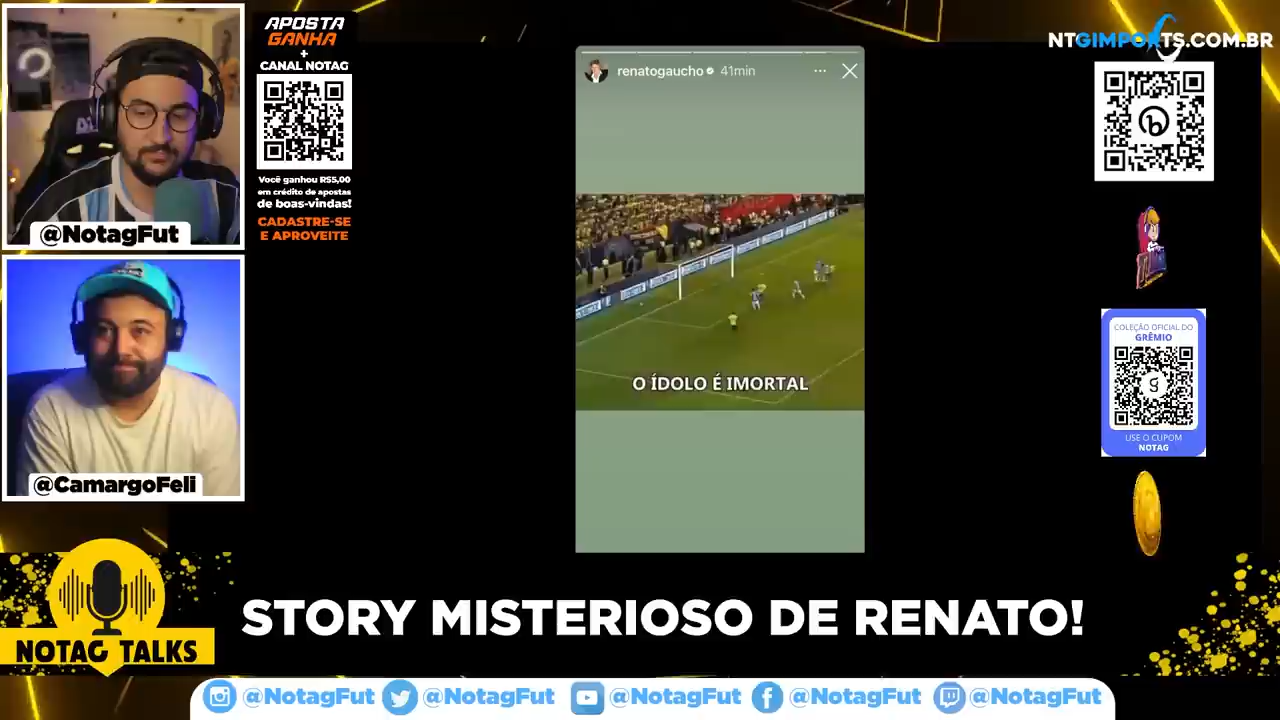 @NotagFut
@CamargoFeli
APOSTA
GANHA
+
CANAL NOTAG
Você ganhou R$5,00
em crédito de apostas
de boas-vindas!
CADASTRE-SE
E APROVEITE
renatogaucho 41min
O ÍDOLO É IMORTAL
NTGIMPORTS.COM.BR
COLEÇÃO OFICIAL DO
GRÊMIO
USE O CUPOM
NOTAG
NOTAG TALKS
STORY MISTERIOSO DE RENATO!
@NotagFut @NotagFut @NotagFut @NotagFut @NotagFut